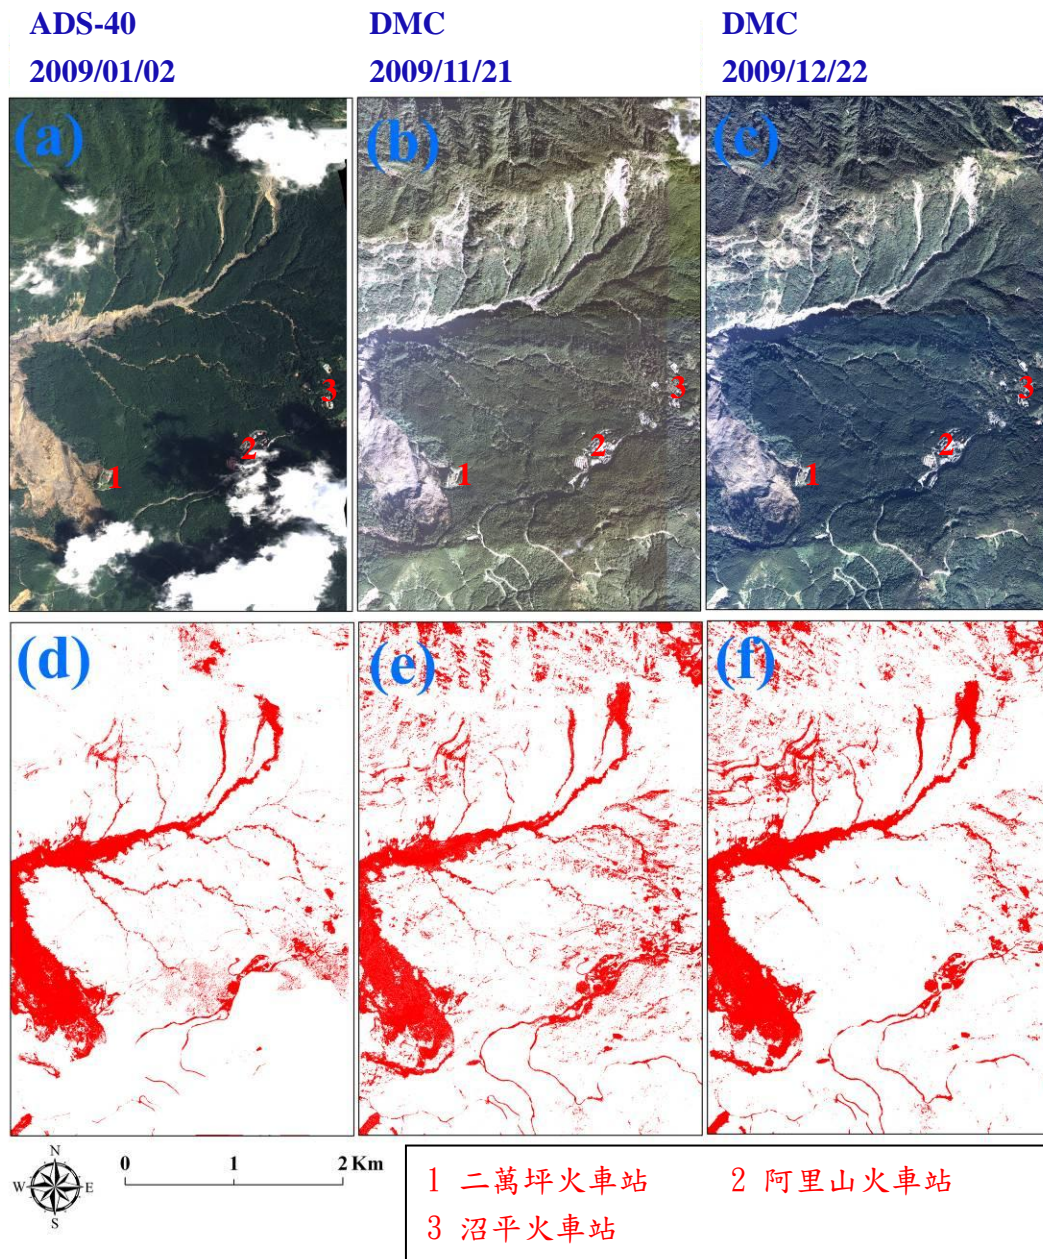 ADS-40 DMC DMC
2009/01/02 2009/11/21 2009/12/22
(a) (b) (c)
3 3 3
2 2 2
1 1 1
(d) (e) (f)
N
W E
S
0 1 2 Km
1 二萬坪火車站 2 阿里山火車站
3 沼平火車站